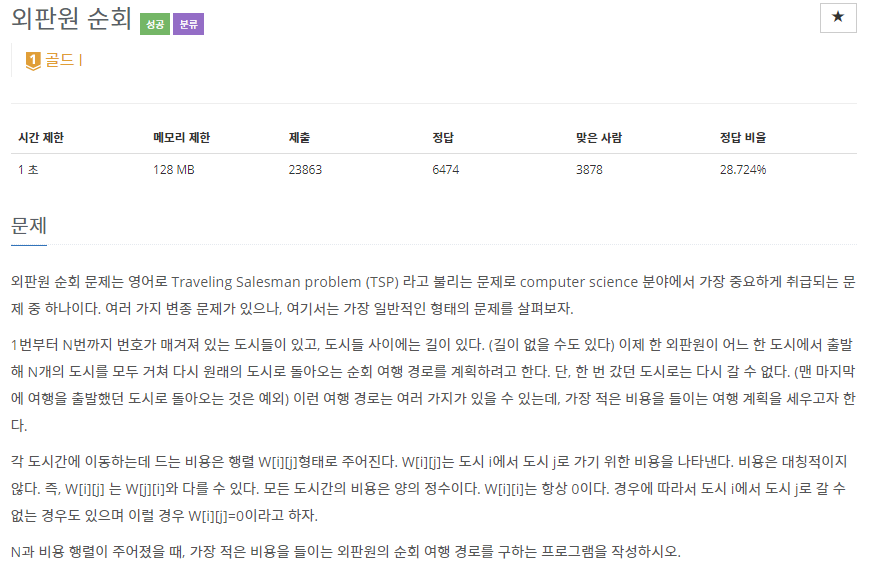 외판원 순회 성공 분류
★
1 골드 I
시간 제한 메모리 제한 제출 정답 맞은 사람 정답 비율
1 초 128 MB 23863 6474 3878 28.724%
문제
외판원 순회 문제는 영어로 Traveling Salesman problem (TSP) 라고 불리는 문제로 computer science 분야에서 가장 중요하게 취급되는 문
제 중 하나이다. 여러 가지 변종 문제가 있으나, 여기서는 가장 일반적인 형태의 문제를 살펴보자.
1번부터 N번까지 번호가 매겨져 있는 도시들이 있고, 도시들 사이에는 길이 있다. (길이 없을 수도 있다) 이제 한 외판원이 어느 한 도시에서 출발
해 N개의 도시를 모두 거쳐 다시 원래의 도시로 돌아오는 순회 여행 경로를 계획하려고 한다. 단, 한 번 갔던 도시로는 다시 갈 수 없다. (맨 마지막
에 여행을 출발했던 도시로 돌아오는 것은 예외) 이런 여행 경로는 여러 가지가 있을 수 있는데, 가장 적은 비용을 들이는 여행 계획을 세우고자 한
다.
각 도시간에 이동하는데 드는 비용은 행렬 W[i][j]형태로 주어진다. W[i][j]는 도시 i에서 도시 j로 가기 위한 비용을 나타낸다. 비용은 대칭적이지
않다. 즉, W[i][j] 는 W[j][i]와 다를 수 있다. 모든 도시간의 비용은 양의 정수이다. W[i][i]는 항상 0이다. 경우에 따라서 도시 i에서 도시 j로 갈 수
없는 경우도 있으며 이럴 경우 W[i][j]=0이라고 하자.
N과 비용 행렬이 주어졌을 때, 가장 적은 비용을 들이는 외판원의 순회 여행 경로를 구하는 프로그램을 작성하시오.